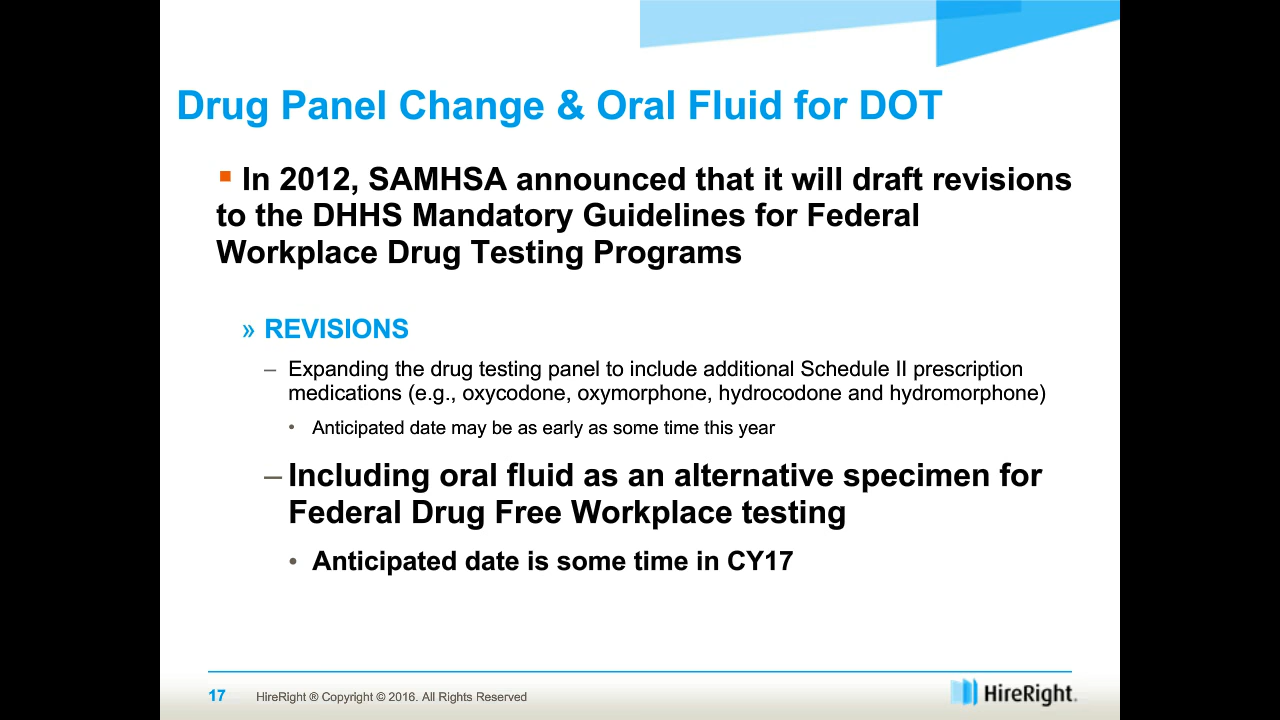 Drug Panel Change & Oral Fluid for DOT
▪ In 2012, SAMHSA announced that it will draft revisions
to the DHHS Mandatory Guidelines for Federal
Workplace Drug Testing Programs
» REVISIONS
– Expanding the drug testing panel to include additional Schedule II prescription
medications (e.g., oxycodone, oxymorphone, hydrocodone and hydromorphone)
• Anticipated date may be as early as some time this year
– Including oral fluid as an alternative specimen for
Federal Drug Free Workplace testing
• Anticipated date is some time in CY17
17 HireRight ® Copyright © 2016. All Rights Reserved
HireRight.